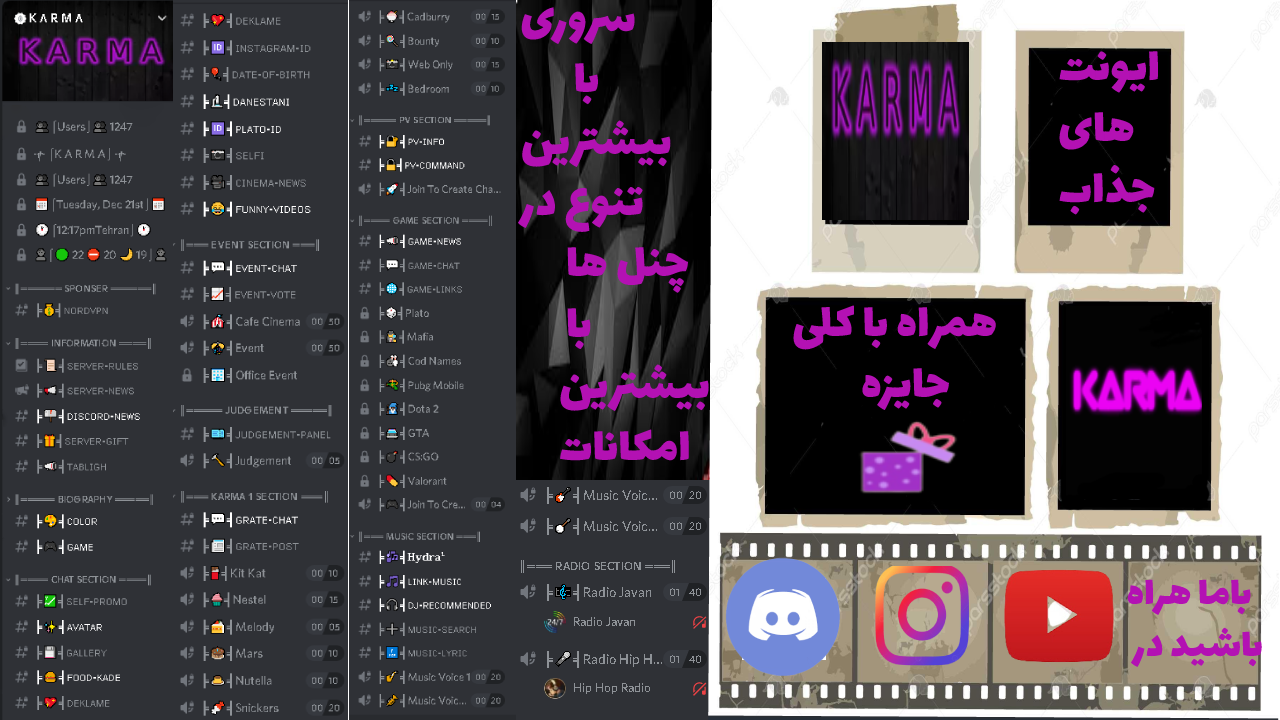 KARMA
KARMA
| Users | 1247
| K A R M A |
| Users | 1247
| Tuesday, Dec 21st |
|12:17pmTehran|
| 22 20 19 |
SPONSER
INFORMATION
SERVER-RULES
SERVER-NEWS
DISCORD-NEWS
SERVER-GIFT
TABLIGH
BIOGRAPHY
COLOR
GAME
CHAT SECTION
SELF-PROMO
AVATAR
GALLERY
FOOD-KADE
DEKLAME
DEKLAME
INSTAGRAM-ID
DATE-OF-BIRTH
DANESTANI
PLATO-ID
SELFI
CINEMA-NEWS
FUNNY-VIDEOS
EVENT SECTION
EVENT-CHAT
EVENT-VOTE
Cafe Cinema 00 50
Event 00 50
Office Event
JUDGEMENT
JUDGEMENT-PANEL
Judgement 00 05
KARMA 1 SECTION
GRATE-CHAT
GRATE-POST
KitKat 00 10
Nestel 00 15
Melody 00 05
Mars 00 10
Nutella 00 10
Snickers 00 20
Cadburry 00 15
Bounty 00 10
Web Only 00 15
Bedroom 00 10
PV SECTION
PV-INFO
PV-COMMAND
Join To Create Cha...
GAME SECTION
GAME-NEWS
GAME-CHAT
GAME-LINKS
Plato
Mafia
Cod Names
Pubg Mobile
Dota 2
GTA
CS:GO
Valorant
Join To Cre... 00 04
MUSIC SECTION
Hydra¹
LINK-MUSIC
DJ-RECOMMENDED
MUSIC-SEARCH
MUSIC-LYRIC
Music Voice 1 00 20
Music Voic... 00 20
سروری
با
بیشترین
تنوع در
چنل ها
با
بیشترین
امکانات
Music Voic... 00 20
Music Voic... 00 20
RADIO SECTION
Radio Javan 01 40
Radio Javan
Radio Hip H... 01 40
Hip Hop Radio
KARMA
ایونت
های
جذاب
همراه با کلی
جایزه
KARMA
باما هراه
باشید در